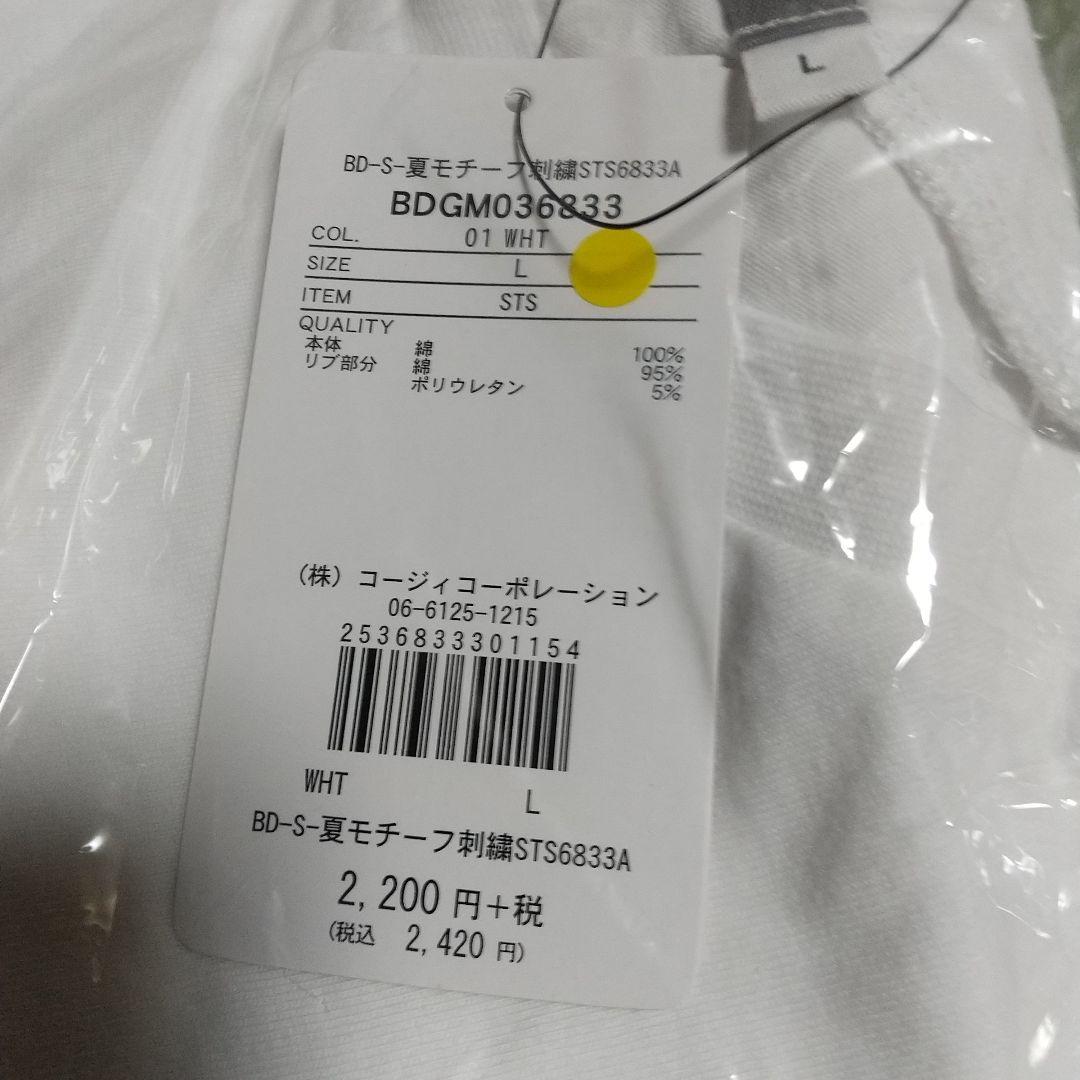 L
BD-S-夏モチーフ刺繍STS6833A
BDGM036833
COL. 01 WHT
SIZE L
ITEM STS
QUALITY
本体 綿 100%
リブ部分 綿 95%
ポリウレタン 5%
(株) コージィコーポレーション
06-6125-1215
2536833301154
WHT L
BD-S-夏モチーフ刺繍STS6833A
2,200 円+税
(税込 2,420 円)